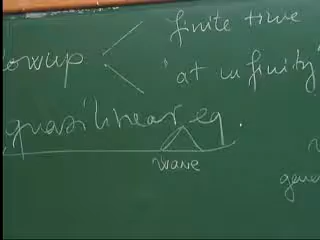 finite time
owup
"at infinity"
quasilinear eq.
wave
gene